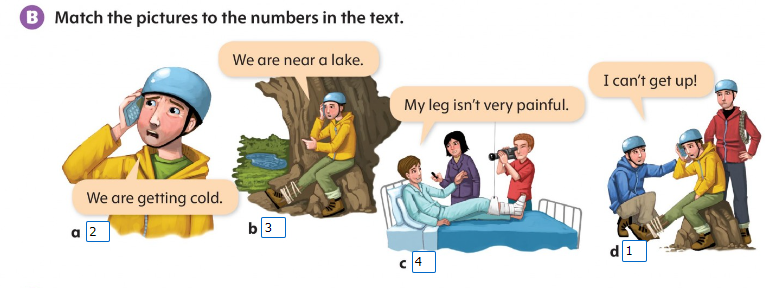 B Match the pictures to the numbers in the text.
We are near a lake.
I can't get up!
My leg isn't very painful.
We are getting cold.
a 2
b 3
c 4
d 1